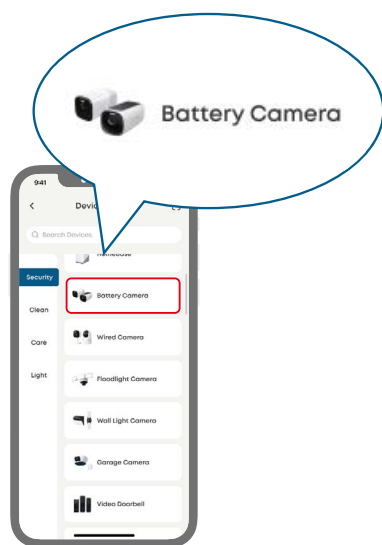 Battery Camera
9:41
Search Devices
Security
Battery Camera
Clean
Care
Wired Camera
Light
Floodlight Camera
Wall Light Camera
Garage Camera
Video Doorbell